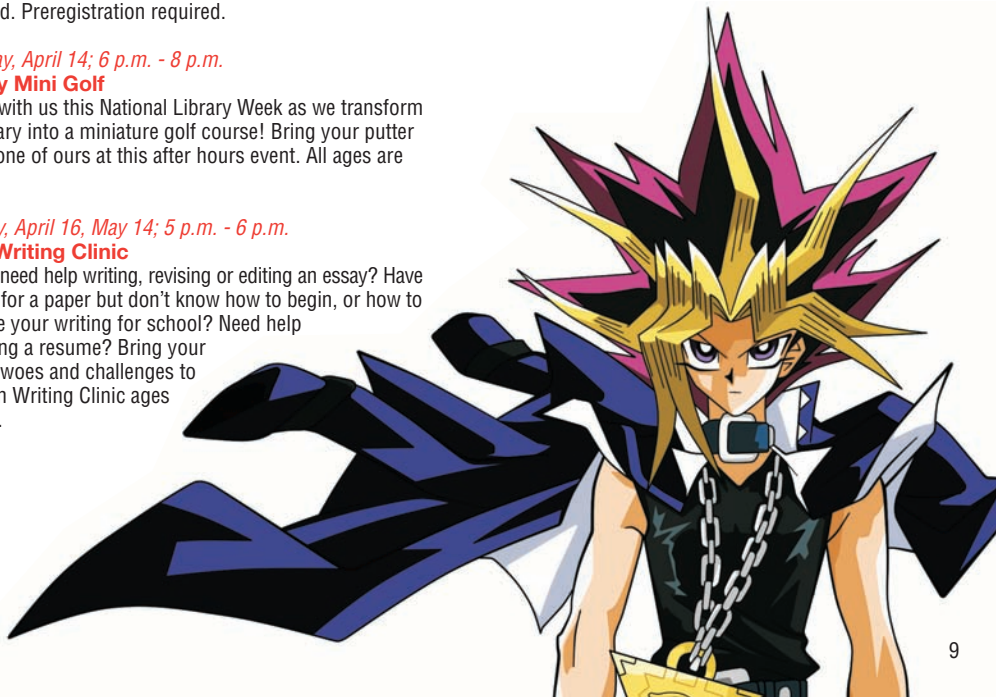 d. Preregistration required.
ay, April 14; 6 p.m. - 8 p.m.
y Mini Golf
with us this National Library Week as we transform
ary into a miniature golf course! Bring your putter
one of ours at this after hours event. All ages are
y, April 16, May 14; 5 p.m. - 6 p.m.
Writing Clinic
need help writing, revising or editing an essay? Have
for a paper but don’t know how to begin, or how to
e your writing for school? Need help
ng a resume? Bring your
woes and challenges to
n Writing Clinic ages
.
9